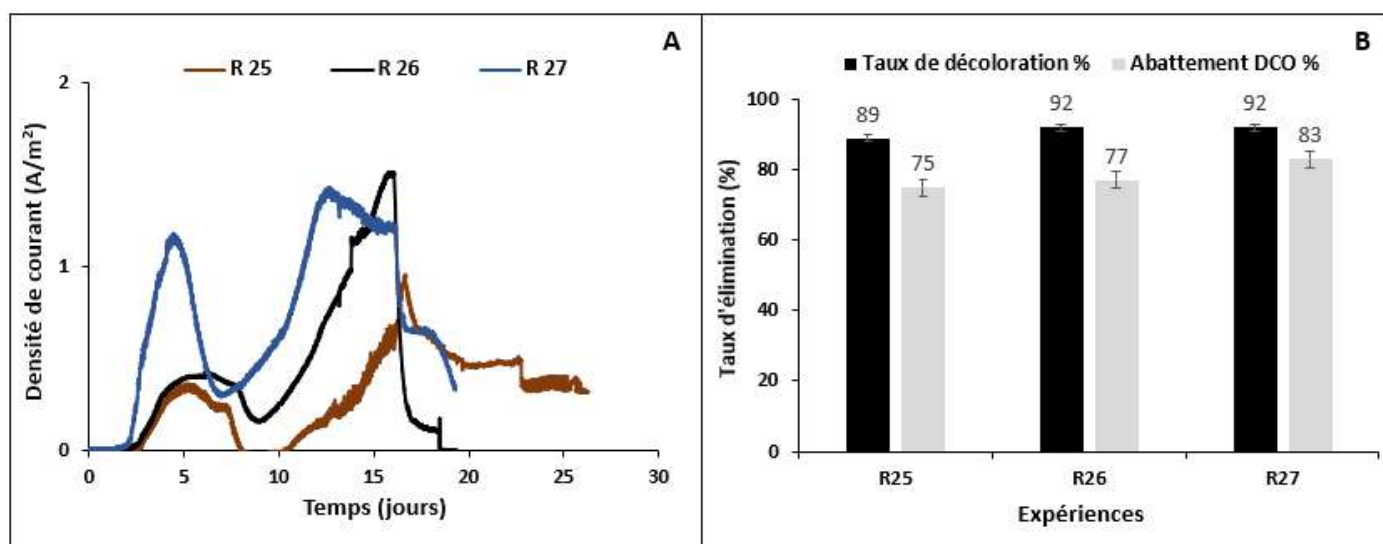 A
R 25 R 26 R 27
Densité de courant (A/m²)
2
1
0
0 5 10 15 20 25 30
Temps (jours)
B
Taux de décoloration % Abattement DCO %
Taux d'élimination (%)
100
80
60
40
20
0
89 75 92 77 92 83
R25 R26 R27
Expériences